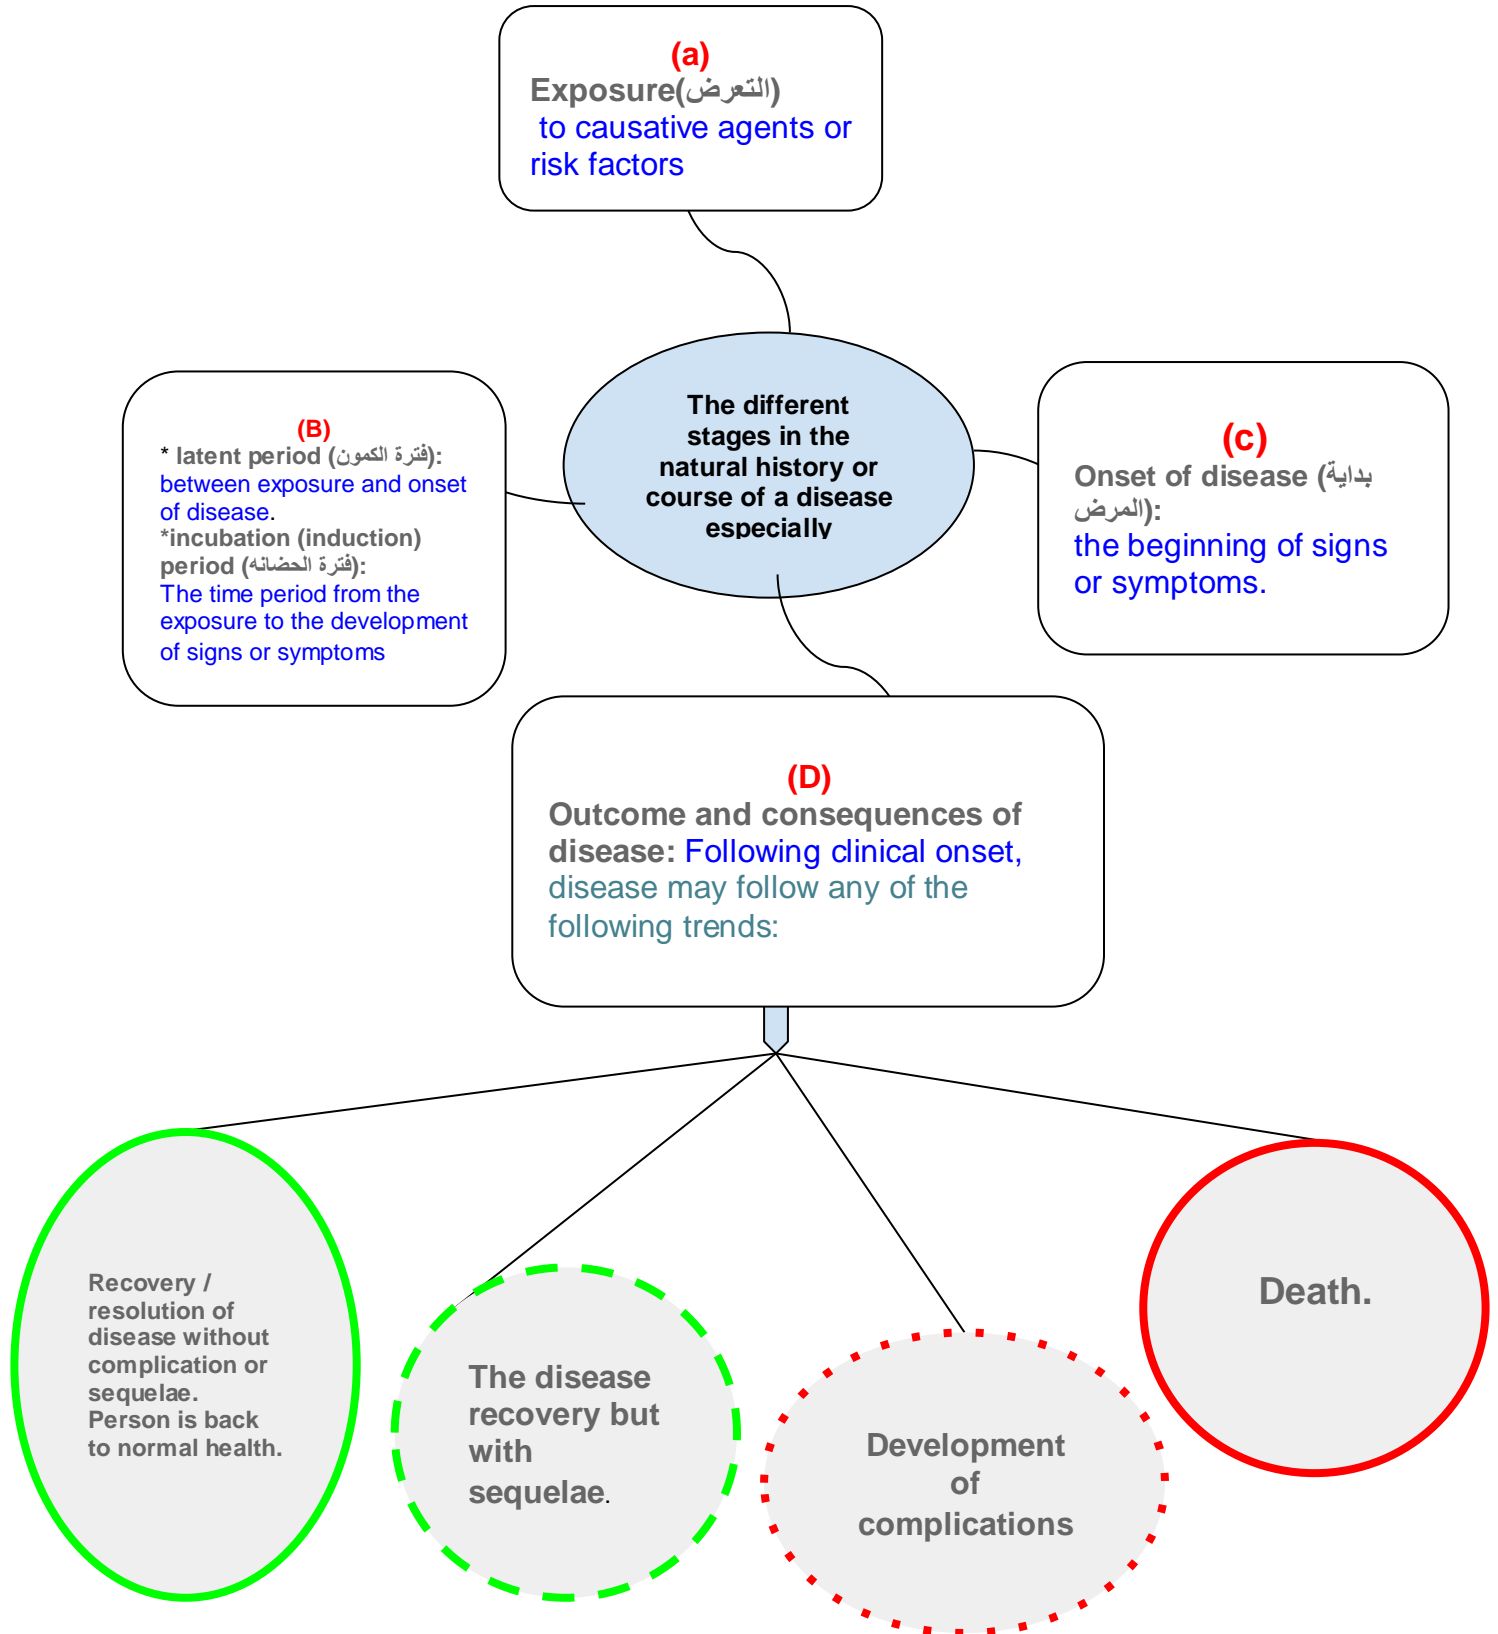 (a)
Exposure(التعرض)
to causative agents or
risk factors
The different
stages in the
natural history or
course of a disease
especially
(B)
* latent period (فترة الكمون):
between exposure and onset
of disease.
*incubation (induction)
period (فترة الحضانه):
The time period from the
exposure to the development
of signs or symptoms
(c)
Onset of disease (بداية
المرض):
the beginning of signs
or symptoms.
(D)
Outcome and consequences of
disease: Following clinical onset,
disease may follow any of the
following trends:
Recovery /
resolution of
disease without
complication or
sequelae.
Person is back
to normal health.
The disease
recovery but
with
sequelae.
Development
of
complications
Death.